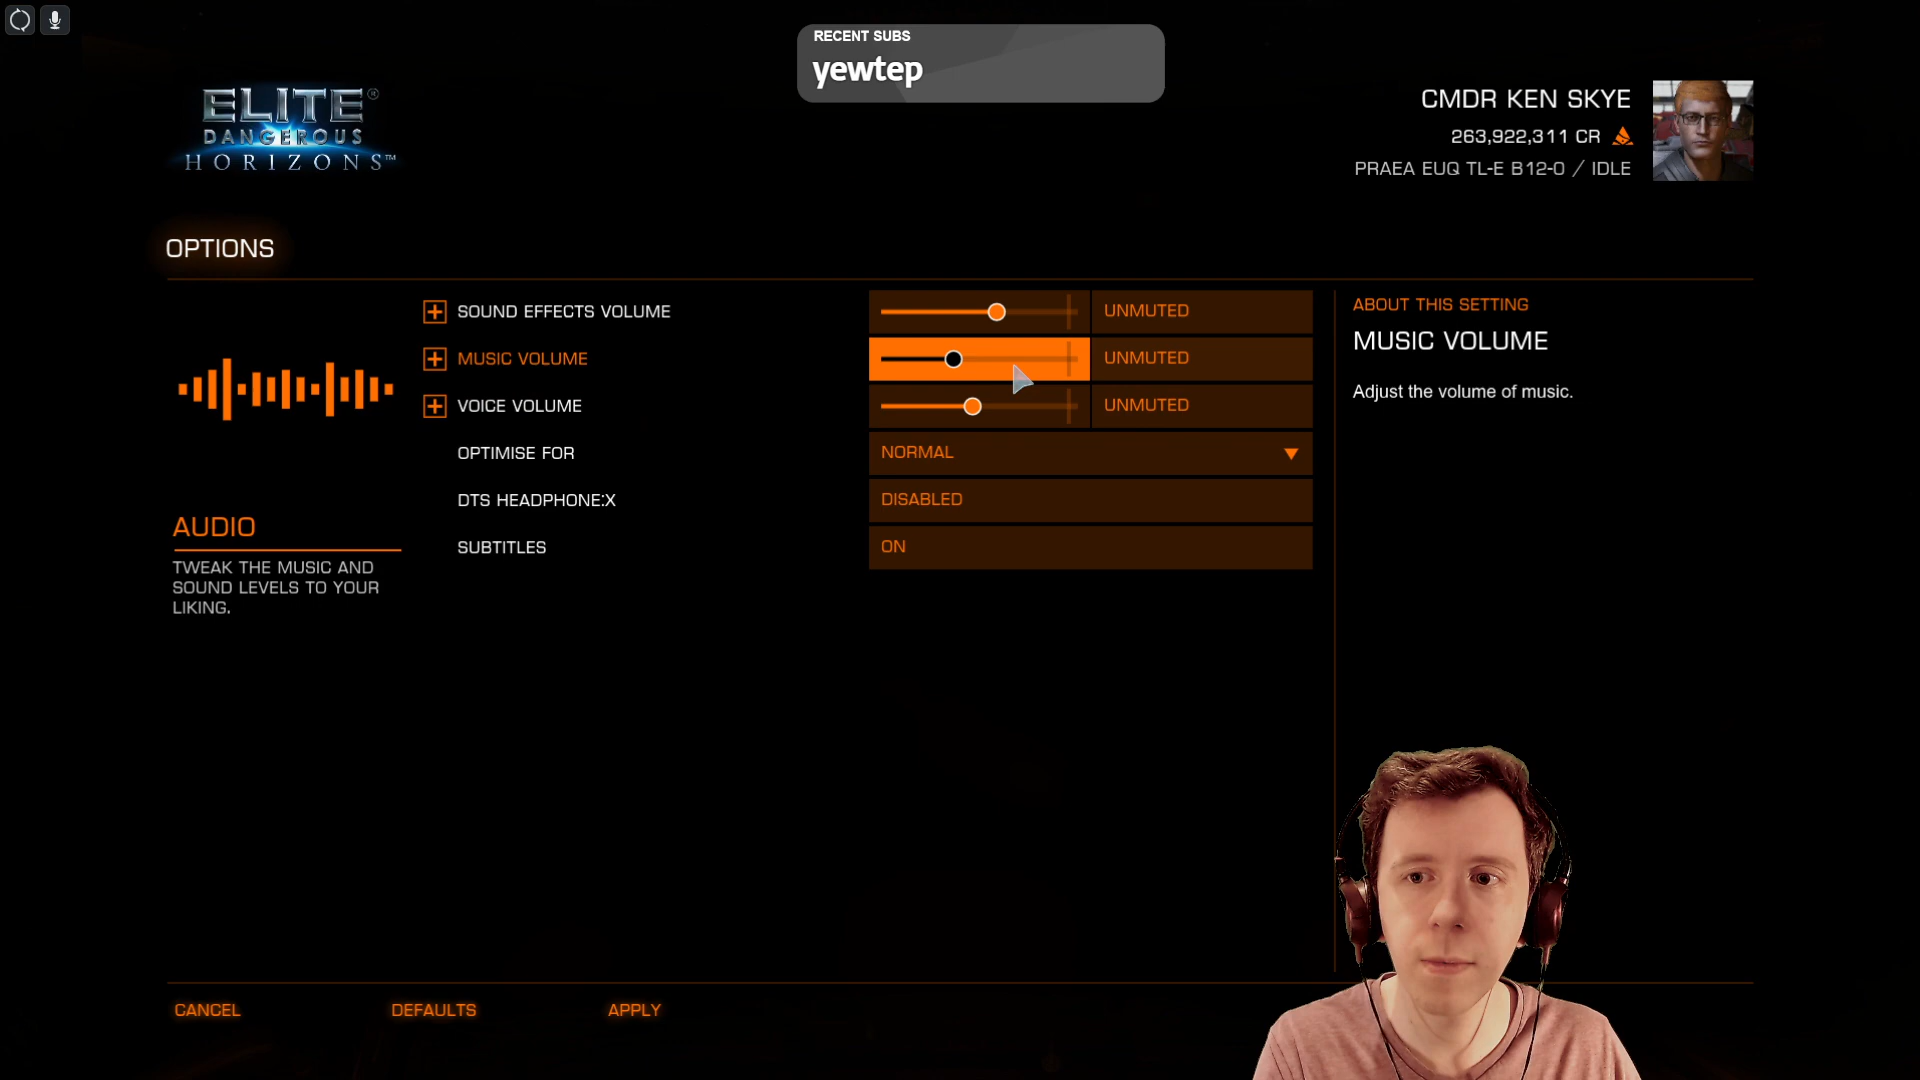 RECENT SUBS
yewtep
ELITE®
DANGEROUS
HORIZONS™
CMDR KEN SKYE
263,922,311 CR
PRAEA EUQ TL-E B12-0 / IDLE
OPTIONS
SOUND EFFECTS VOLUME
UNMUTED
MUSIC VOLUME
UNMUTED
VOICE VOLUME
UNMUTED
OPTIMISE FOR
NORMAL
DTS HEADPHONE:X
DISABLED
SUBTITLES
ON
AUDIO
TWEAK THE MUSIC AND
SOUND LEVELS TO YOUR
LIKING.
ABOUT THIS SETTING
MUSIC VOLUME
Adjust the volume of music.
CANCEL
DEFAULTS
APPLY